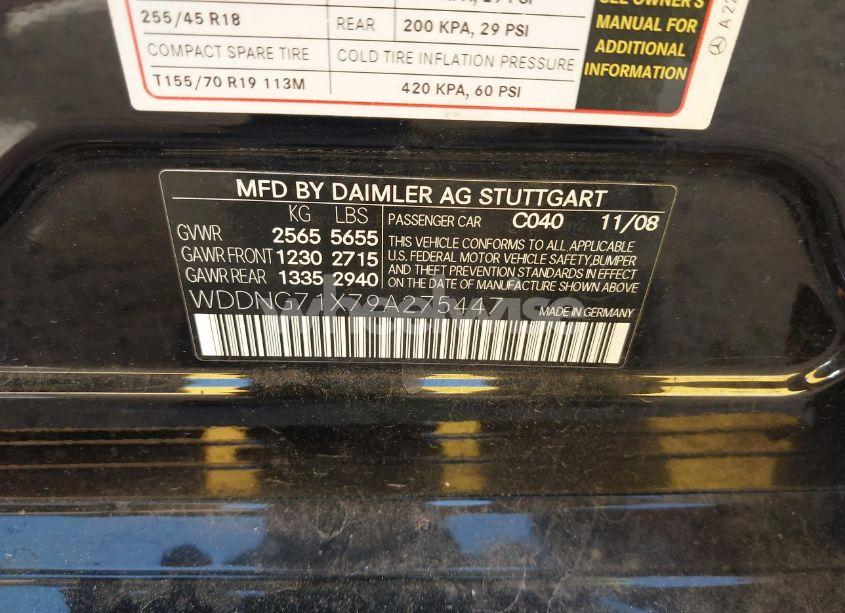 255/45 R18 REAR 200 KPA, 29 PSI
COMPACT SPARE TIRE COLD TIRE INFLATION PRESSURE
T155/70 R19 113M 420 KPA, 60 PSI
SEE OWNER'S
MANUAL FOR
ADDITIONAL
INFORMATION
MFD BY DAIMLER AG STUTTGART
KG LBS
GVWR 2565 5655
GAWR FRONT 1230 2715
GAWR REAR 1335 2940
PASSENGER CAR C040 11/08
THIS VEHICLE CONFORMS TO ALL APPLICABLE
U.S. FEDERAL MOTOR VEHICLE SAFETY,BUMPER
AND THEFT PREVENTION STANDARDS IN EFFECT
ON THE DATE OF MANUFACTURE SHOWN ABOVE
WDDNG71X79A275447
MADE IN GERMANY